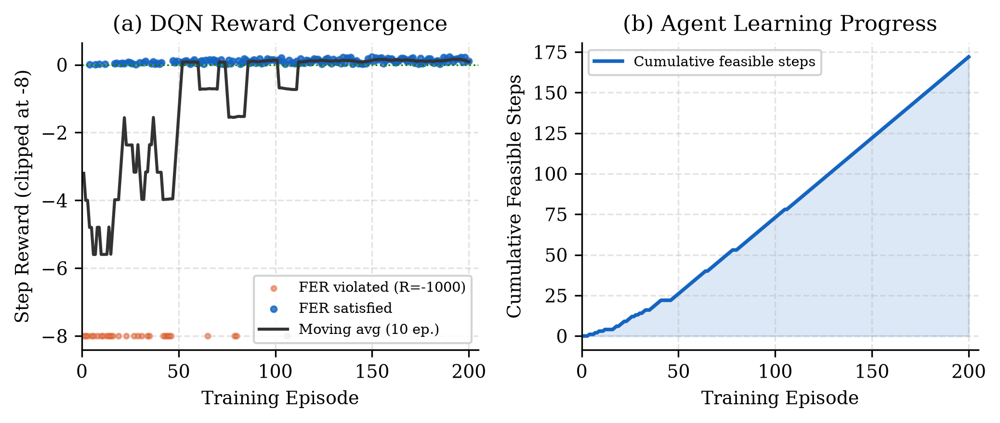 (a) DQN Reward Convergence
Step Reward (clipped at -8)
0
−2
−4
−6
−8
FER violated (R=-1000)
FER satisfied
Moving avg (10 ep.)
0 50 100 150 200
Training Episode
(b) Agent Learning Progress
Cumulative Feasible Steps
175
150
125
100
75
50
25
0
Cumulative feasible steps
0 50 100 150 200
Training Episode